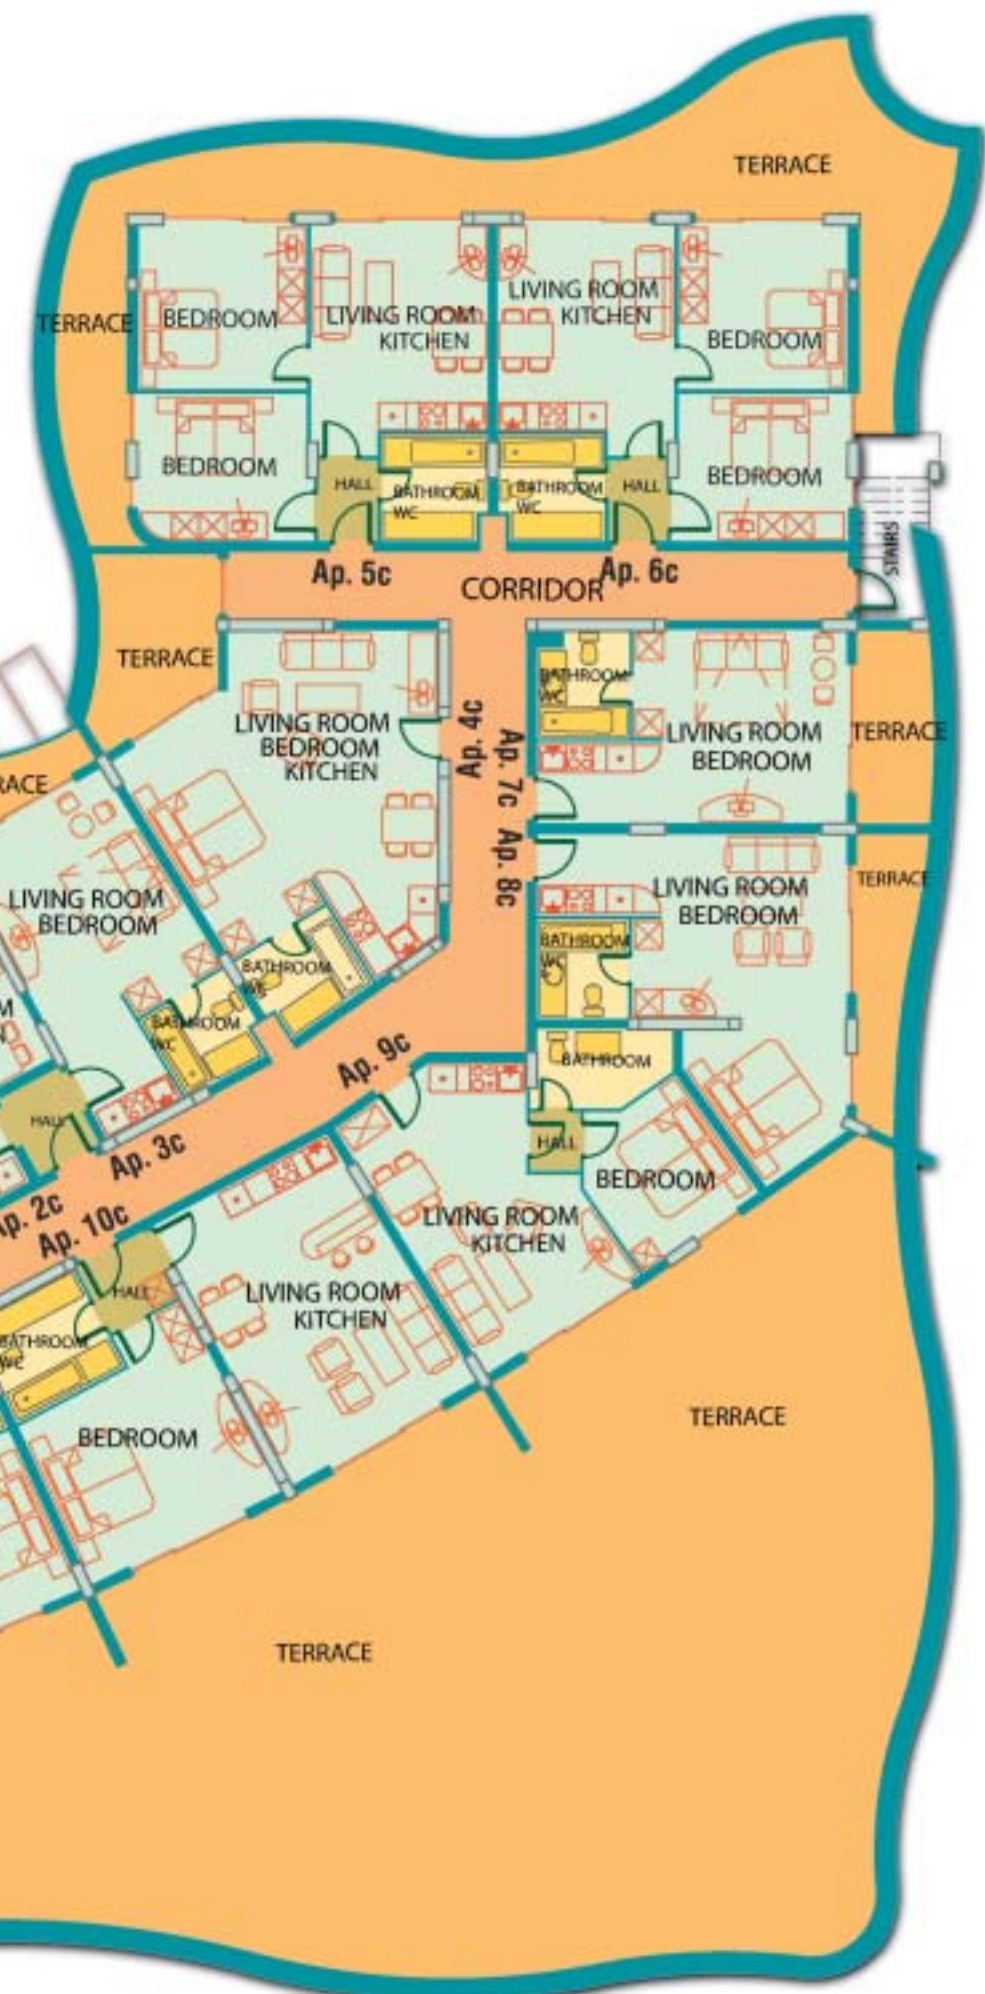 TERRACE
TERRACE
BEDROOM
LIVING ROOM
KITCHEN
LIVING ROOM
KITCHEN
BEDROOM
BEDROOM
HALL
BATHROOM
WC
BATHROOM
WC
HALL
BEDROOM
STAIRS
Ap. 5c
CORRIDOR
Ap. 6c
TERRACE
LIVING ROOM
BEDROOM
KITCHEN
Ap. 4c
Ap. 7c
BATHROOM
WC
LIVING ROOM
BEDROOM
TERRACE
Ap. 8c
LIVING ROOM
BEDROOM
TERRACE
BATHROOM
WC
LIVING ROOM
BEDROOM
BATHROOM
WC
BATHROOM
WC
Ap. 9c
BATHROOM
HALL
BEDROOM
HALL
Ap. 3c
LIVING ROOM
KITCHEN
Ap. 10c
HALL
LIVING ROOM
KITCHEN
BATHROOM
WC
BEDROOM
TERRACE
TERRACE